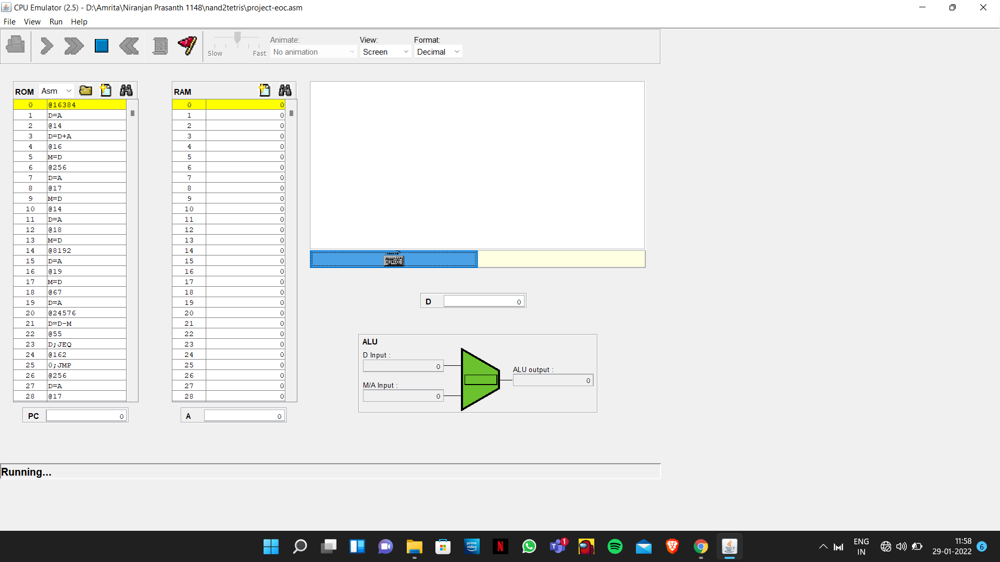 CPU Emulator (2.5) - D:\Amrita\Niranjan Prasanth 1148\nand2tetris\project-eoc.asm
File View Run Help
Slow Fast
Animate:
No animation
View:
Screen
Format:
Decimal
ROM Asm
0 @16384
1 D=A
2 @14
3 D=D+A
4 @16
5 M=D
6 @256
7 D=A
8 @17
9 M=D
10 @14
11 D=A
12 @18
13 M=D
14 @8192
15 D=A
16 @19
17 M=D
18 @67
19 D=A
20 @24576
21 D=D-M
22 @55
23 D;JEQ
24 @162
25 0;JMP
26 @256
27 D=A
28 @17
PC 0
RAM
0 0
1 0
2 0
3 0
4 0
5 0
6 0
7 0
8 0
9 0
10 0
11 0
12 0
13 0
14 0
15 0
16 0
17 0
18 0
19 0
20 0
21 0
22 0
23 0
24 0
25 0
26 0
27 0
28 0
A 0
D 0
ALU
D Input :
0
M/A Input :
0
ALU output :
0
Running...
prime video
N
T
1
ENG
IN
11:58
29-01-2022
6